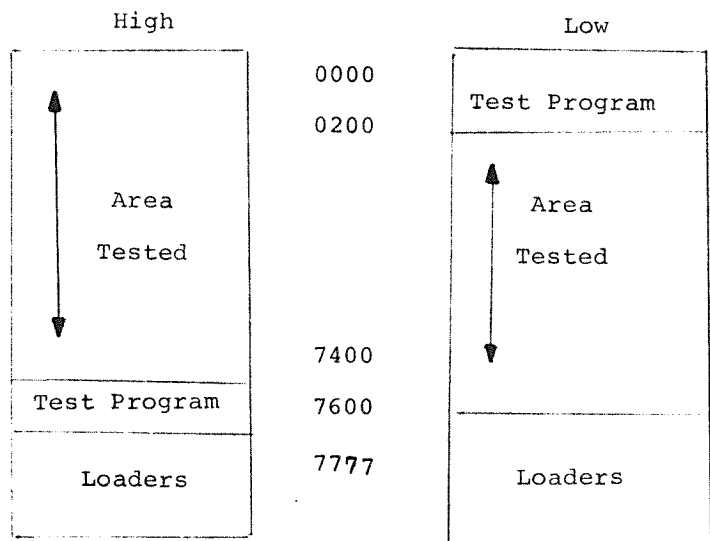 High
Low
0000
Test Program
0200
Area
Tested
Area
Tested
7400
Test Program
7600
7777
Loaders
Loaders